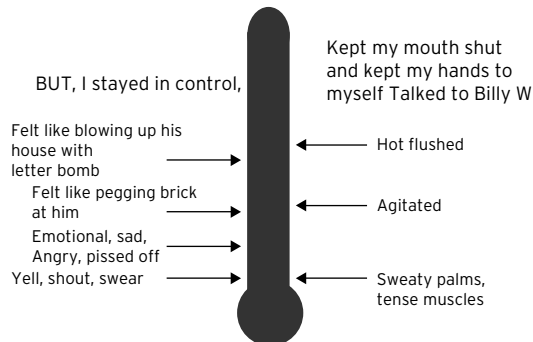 BUT, I stayed in control,
Kept my mouth shut
and kept my hands to
myself Talked to Billy W
Felt like blowing up his
house with
letter bomb
Felt like pegging brick
at him
Emotional, sad,
Angry, pissed off
Yell, shout, swear
Hot flushed
Agitated
Sweaty palms,
tense muscles